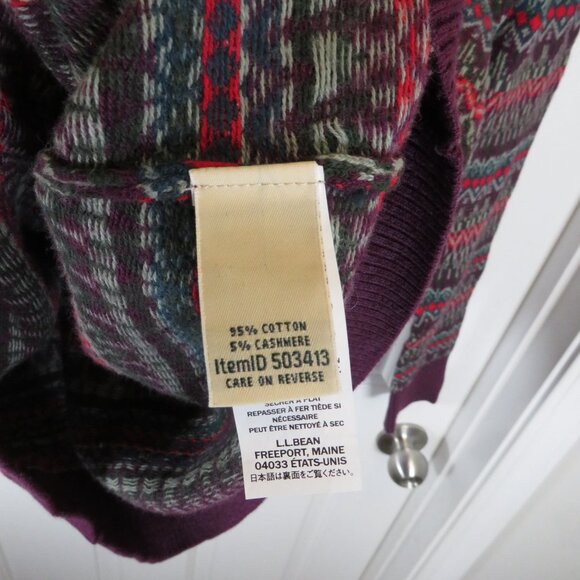 95% COTTON
5% CASHMERE
ItemID 503413
CARE ON REVERSE
SÉCHER À PLAT
REPASSER À FER TIÈDE SI
NÉCESSAIRE
PEUT ÊTRE NETTOYÉ À SEC
L.L.BEAN
FREEPORT, MAINE
04033 ÉTATS-UNIS
日本語は裏面をご覧ください。